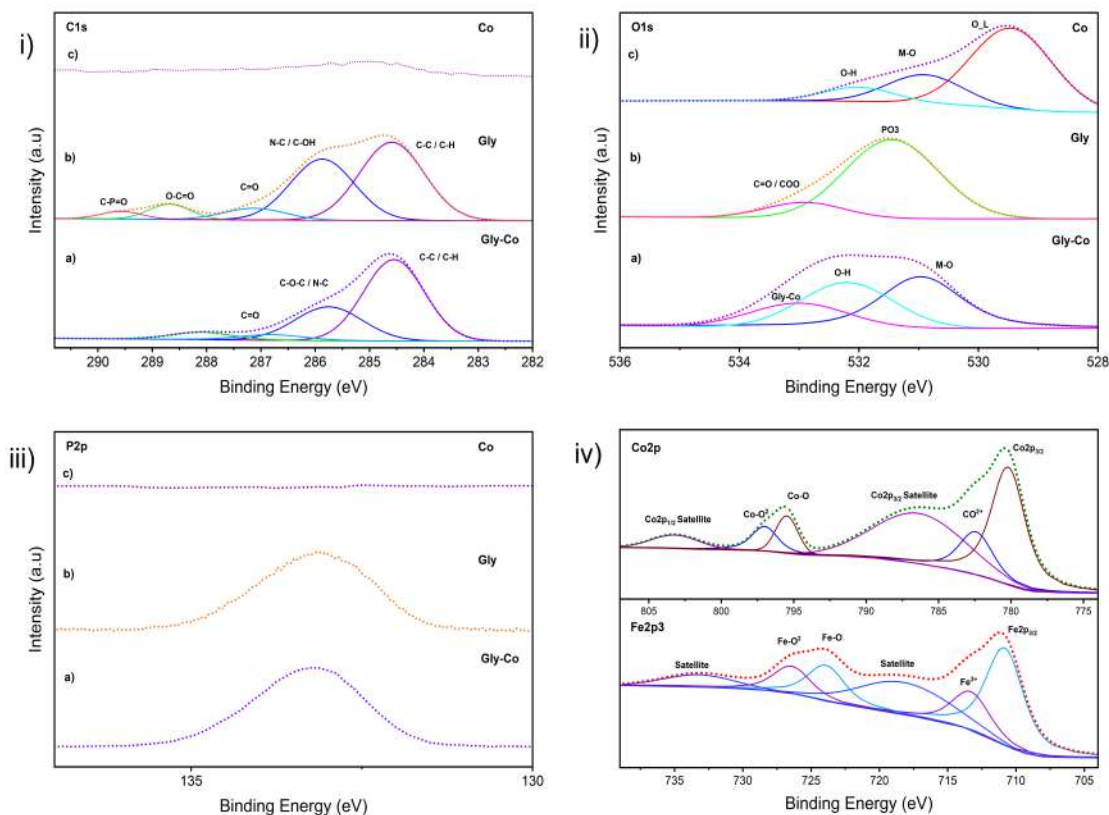 i)
C1s
Co
c)
b)
Gly
N-C / C-OH
C-C / C-H
C=O
O-C=O
C-P=O
Gly-Co
a)
C-C / C-H
C-O-C / N-C
C=O
290 289 288 287 286 285 284 283 282
Binding Energy (eV)
Intensity (a.u)
ii)
O1s
O_L
Co
c)
M-O
O-H
Gly
PO3
b)
C=O / COO
Gly-Co
a)
M-O
O-H
Gly-Co
536 534 532 530 528
Binding Energy (eV)
Intensity (a.u)
iii)
P2p
Co
c)
Gly
b)
Gly-Co
a)
135 130
Binding Energy (eV)
Intensity (a.u)
iv)
Co2p
Co2p3/2
Co-O
Co2p3/2 Satellite
Co-O2
CO2+
Co2p1/2 Satellite
805 800 795 790 785 780 775
Fe2p3
Fe-O2
Fe-O
Fe2p3/2
Satellite
Satellite
Fe3+
735 730 725 720 715 710 705
Binding Energy (eV)